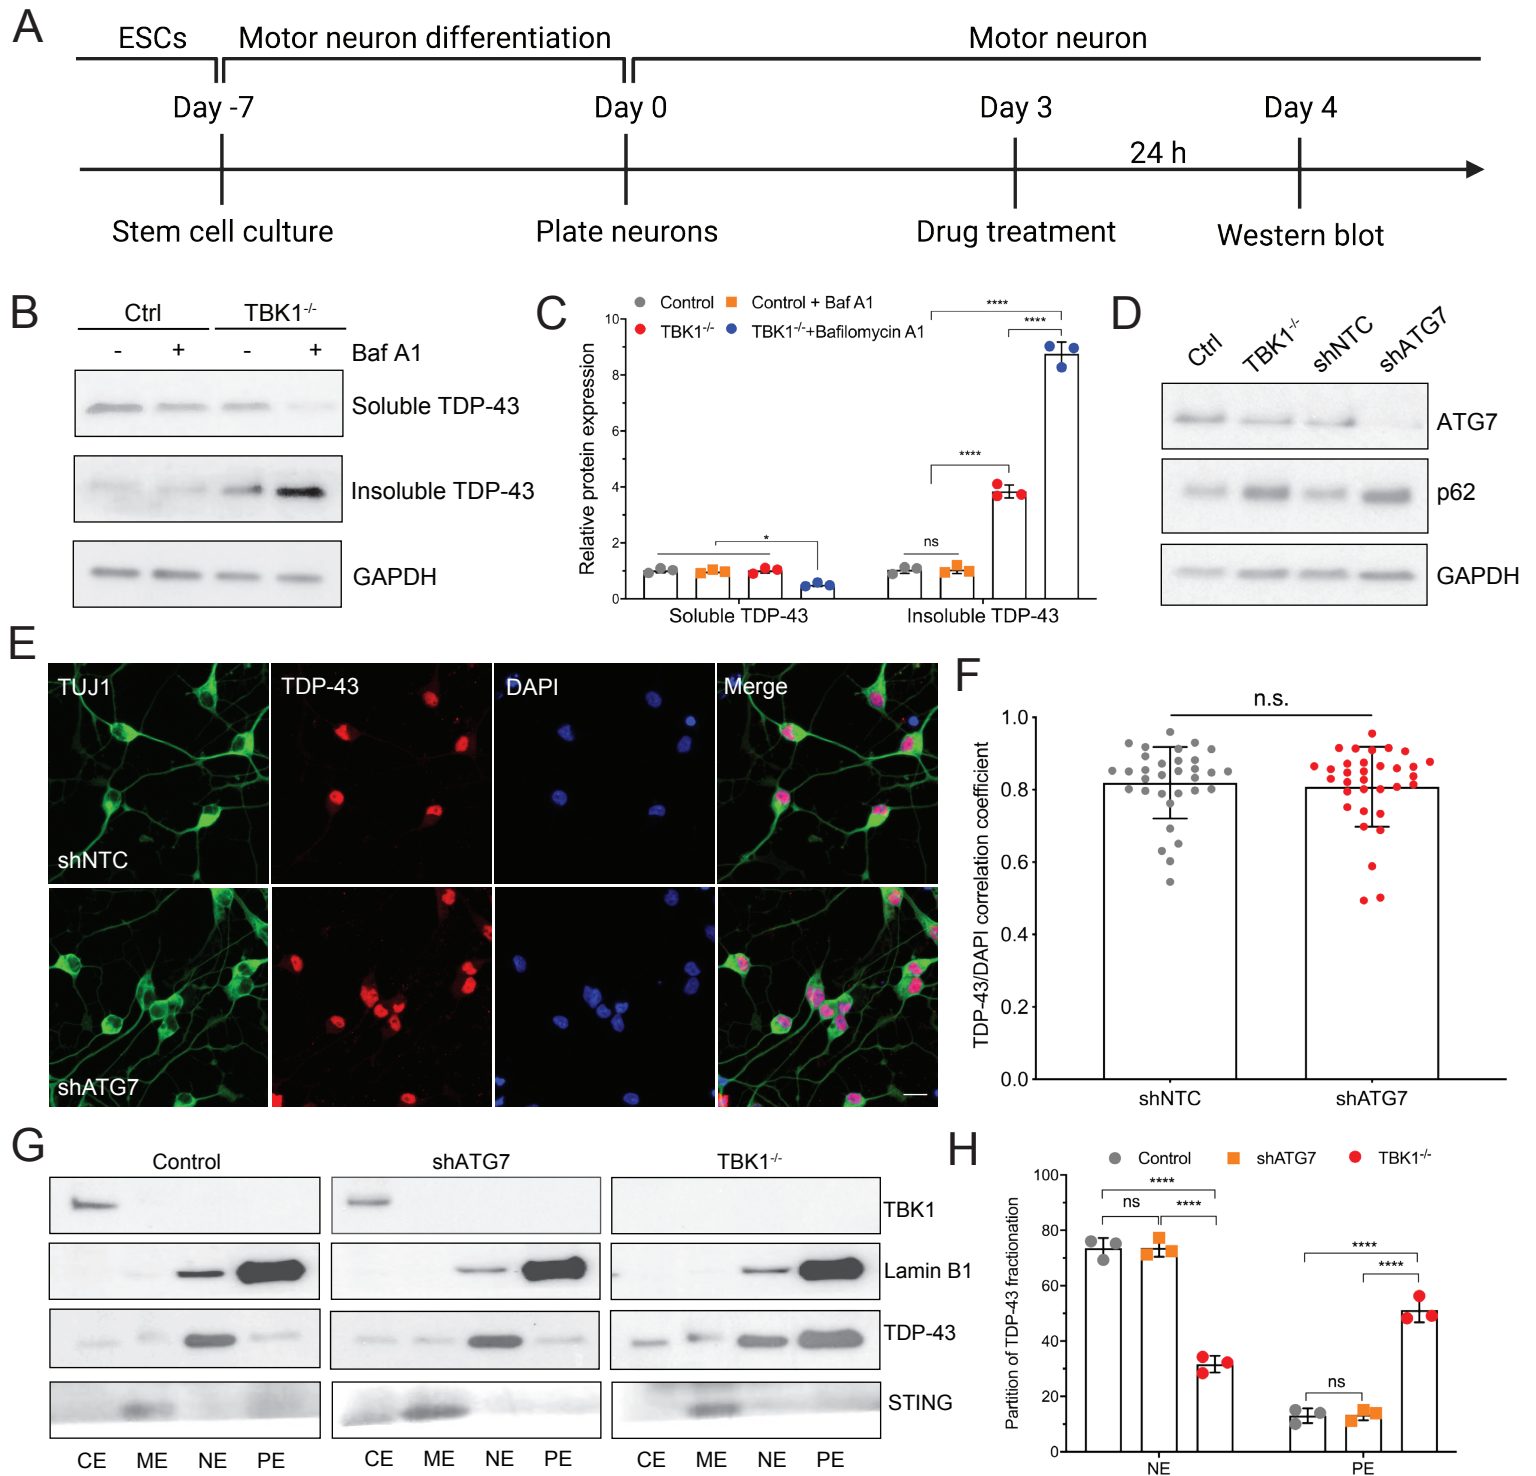 A
ESCs Motor neuron differentiation Motor neuron
Day -7 Day 0 Day 3 Day 4
24 h
Stem cell culture Plate neurons Drug treatment Western blot
B
Ctrl TBK1-/-
- + - + Baf A1
Soluble TDP-43
Insoluble TDP-43
GAPDH
C
Control Control + Baf A1
TBK1-/- TBK1-/-+Bafilomycin A1
Relative protein expression
10
8
6
4
2
0
* ns **** **** ****
Soluble TDP-43 Insoluble TDP-43
D
Ctrl TBK1-/- shNTC shATG7
ATG7
p62
GAPDH
E
TUJ1 TDP-43 DAPI Merge
shNTC
shATG7
F
n.s.
TDP-43/DAPI correlation coefficient
1.0
0.8
0.6
0.4
0.2
0.0
shNTC shATG7
G
Control shATG7 TBK1-/-
TBK1
Lamin B1
TDP-43
STING
CE ME NE PE CE ME NE PE CE ME NE PE
H
Control shATG7 TBK1-/-
Partition of TDP-43 fractionation
100
80
60
40
20
0
****
ns ****
****
****
ns
NE PE